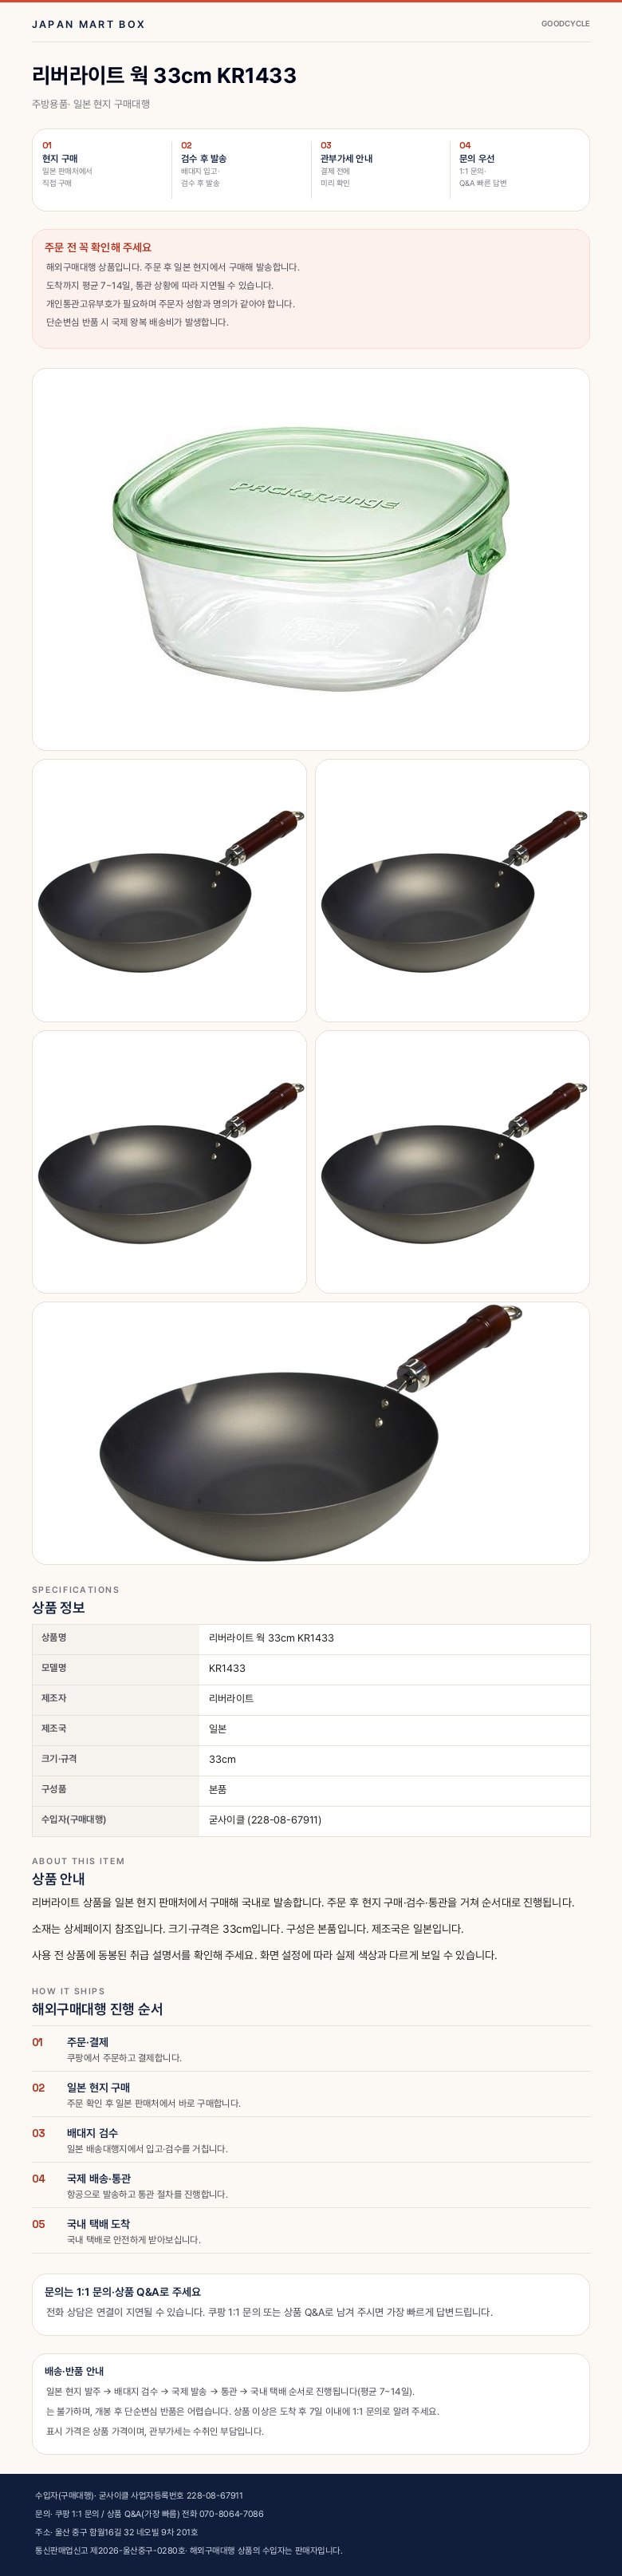 JAPAN MART BOX
GOODCYCLE
리버라이트 웍 33cm KR1433
주방용품· 일본 현지 구매대행
01
현지 구매
일본 판매처에서
직접 구매
02
검수 후 발송
배대지 입고·
검수 후 발송
03
관부가세 안내
결제 전에
미리 확인
04
문의 우선
1:1 문의·
Q&A 빠른 답변
주문 전 꼭 확인해 주세요
해외구매대행 상품입니다. 주문 후 일본 현지에서 구매해 발송합니다.
도착까지 평균 7~14일, 통관 상황에 따라 지연될 수 있습니다.
개인통관고유부호가 필요하며 주문자 성함과 명의가 같아야 합니다.
단순변심 반품 시 국제 왕복 배송비가 발생합니다.
PACK&RANGE
SPECIFICATIONS
상품 정보
상품명 리버라이트 웍 33cm KR1433
모델명 KR1433
제조자 리버라이트
제조국 일본
크기·규격 33cm
구성품 본품
수입자(구매대행) 굳사이클 (228-08-67911)
ABOUT THIS ITEM
상품 안내
리버라이트 상품을 일본 현지 판매처에서 구매해 국내로 발송합니다. 주문 후 현지 구매·검수·통관을 거쳐 순서대로 진행됩니다.
소재는 상세페이지 참조입니다. 크기·규격은 33cm입니다. 구성은 본품입니다. 제조국은 일본입니다.
사용 전 상품에 동봉된 취급 설명서를 확인해 주세요. 화면 설정에 따라 실제 색상과 다르게 보일 수 있습니다.
HOW IT SHIPS
해외구매대행 진행 순서
01 주문·결제
쿠팡에서 주문하고 결제합니다.
02 일본 현지 구매
주문 확인 후 일본 판매처에서 바로 구매합니다.
03 배대지 검수
일본 배송대행지에서 입고·검수를 거칩니다.
04 국제 배송·통관
항공으로 발송하고 통관 절차를 진행합니다.
05 국내 택배 도착
국내 택배로 안전하게 받아보십니다.
문의는 1:1 문의·상품 Q&A로 주세요
전화 상담은 연결이 지연될 수 있습니다. 쿠팡 1:1 문의 또는 상품 Q&A로 남겨 주시면 가장 빠르게 답변드립니다.
배송·반품 안내
일본 현지 발주 → 배대지 검수 → 국제 발송 → 통관 → 국내 택배 순서로 진행됩니다(평균 7~14일).
는 불가하며, 개봉 후 단순변심 반품은 어렵습니다. 상품 이상은 도착 후 7일 이내에 1:1 문의로 알려 주세요.
표시 가격은 상품 가격이며, 관부가세는 수취인 부담입니다.
수입자(구매대행)· 굳사이클 사업자등록번호 228-08-67911
문의· 쿠팡 1:1 문의 / 상품 Q&A(가장 빠름) 전화 070-8064-7086
주소· 울산 중구 함월16길 32 네오빌 9차 201호
통신판매업신고 제2026-울산중구-0280호· 해외구매대행 상품의 수입자는 판매자입니다.